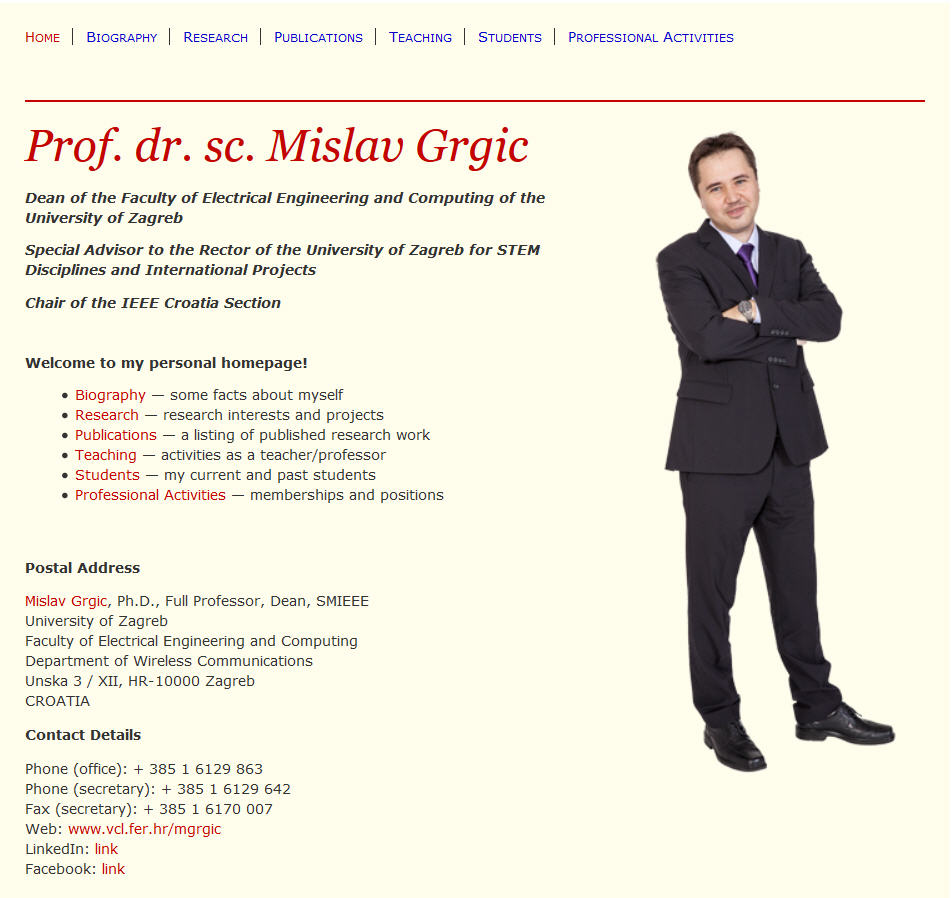 Home | Biography | Research | Publications | Teaching | Students | Professional Activities
Prof. dr. sc. Mislav Grgic
Dean of the Faculty of Electrical Engineering and Computing of the
University of Zagreb
Special Advisor to the Rector of the University of Zagreb for STEM
Disciplines and International Projects
Chair of the IEEE Croatia Section
Welcome to my personal homepage!
• Biography — some facts about myself
• Research — research interests and projects
• Publications — a listing of published research work
• Teaching — activities as a teacher/professor
• Students — my current and past students
• Professional Activities — memberships and positions
Postal Address
Mislav Grgic, Ph.D., Full Professor, Dean, SMIEEE
University of Zagreb
Faculty of Electrical Engineering and Computing
Department of Wireless Communications
Unska 3 / XII, HR-10000 Zagreb
CROATIA
Contact Details
Phone (office): + 385 1 6129 863
Phone (secretary): + 385 1 6129 642
Fax (secretary): + 385 1 6170 007
Web: www.vcl.fer.hr/mgrgic
LinkedIn: link
Facebook: link